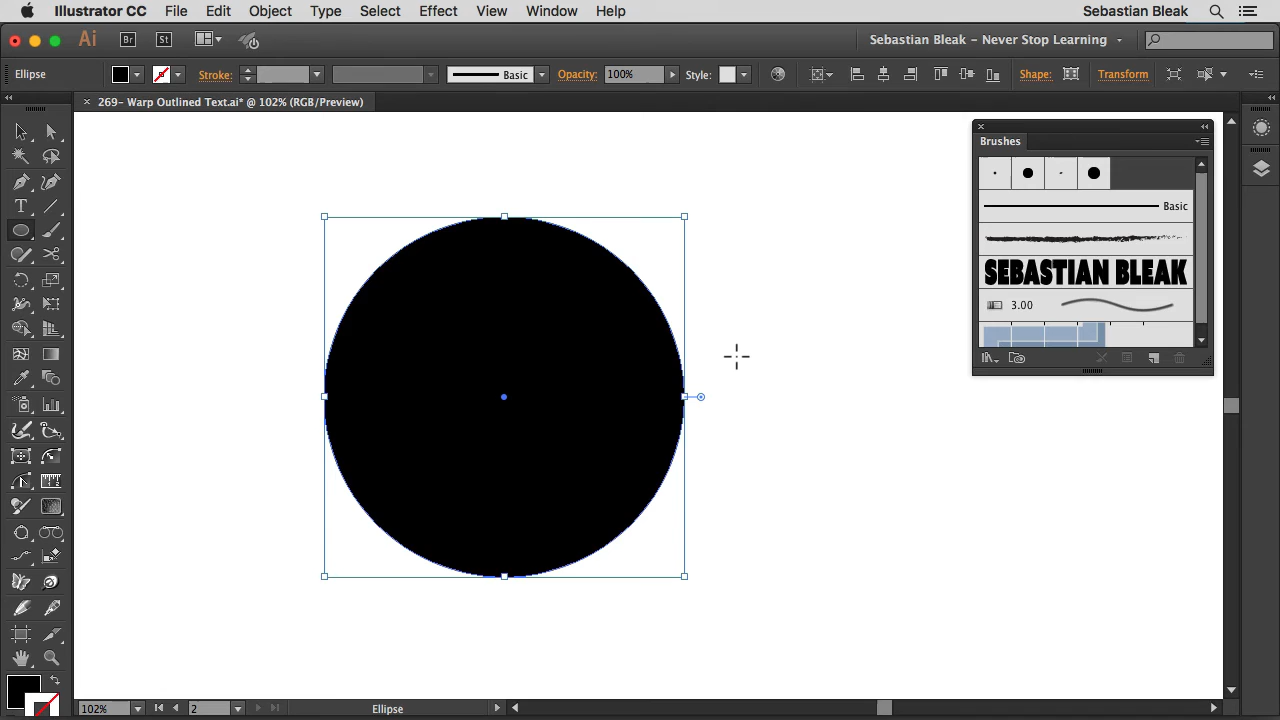 Illustrator CC File Edit Object Type Select Effect View Window Help Sebastian Bleak
Ai Br St Sebastian Bleak – Never Stop Learning
Ellipse Stroke: Basic Opacity: 100% Style: Shape: Transform
269- Warp Outlined Text.ai* @ 102% (RGB/Preview)
Brushes
Basic
SEBASTIAN BLEAK
3.00
T
102% 2 Ellipse